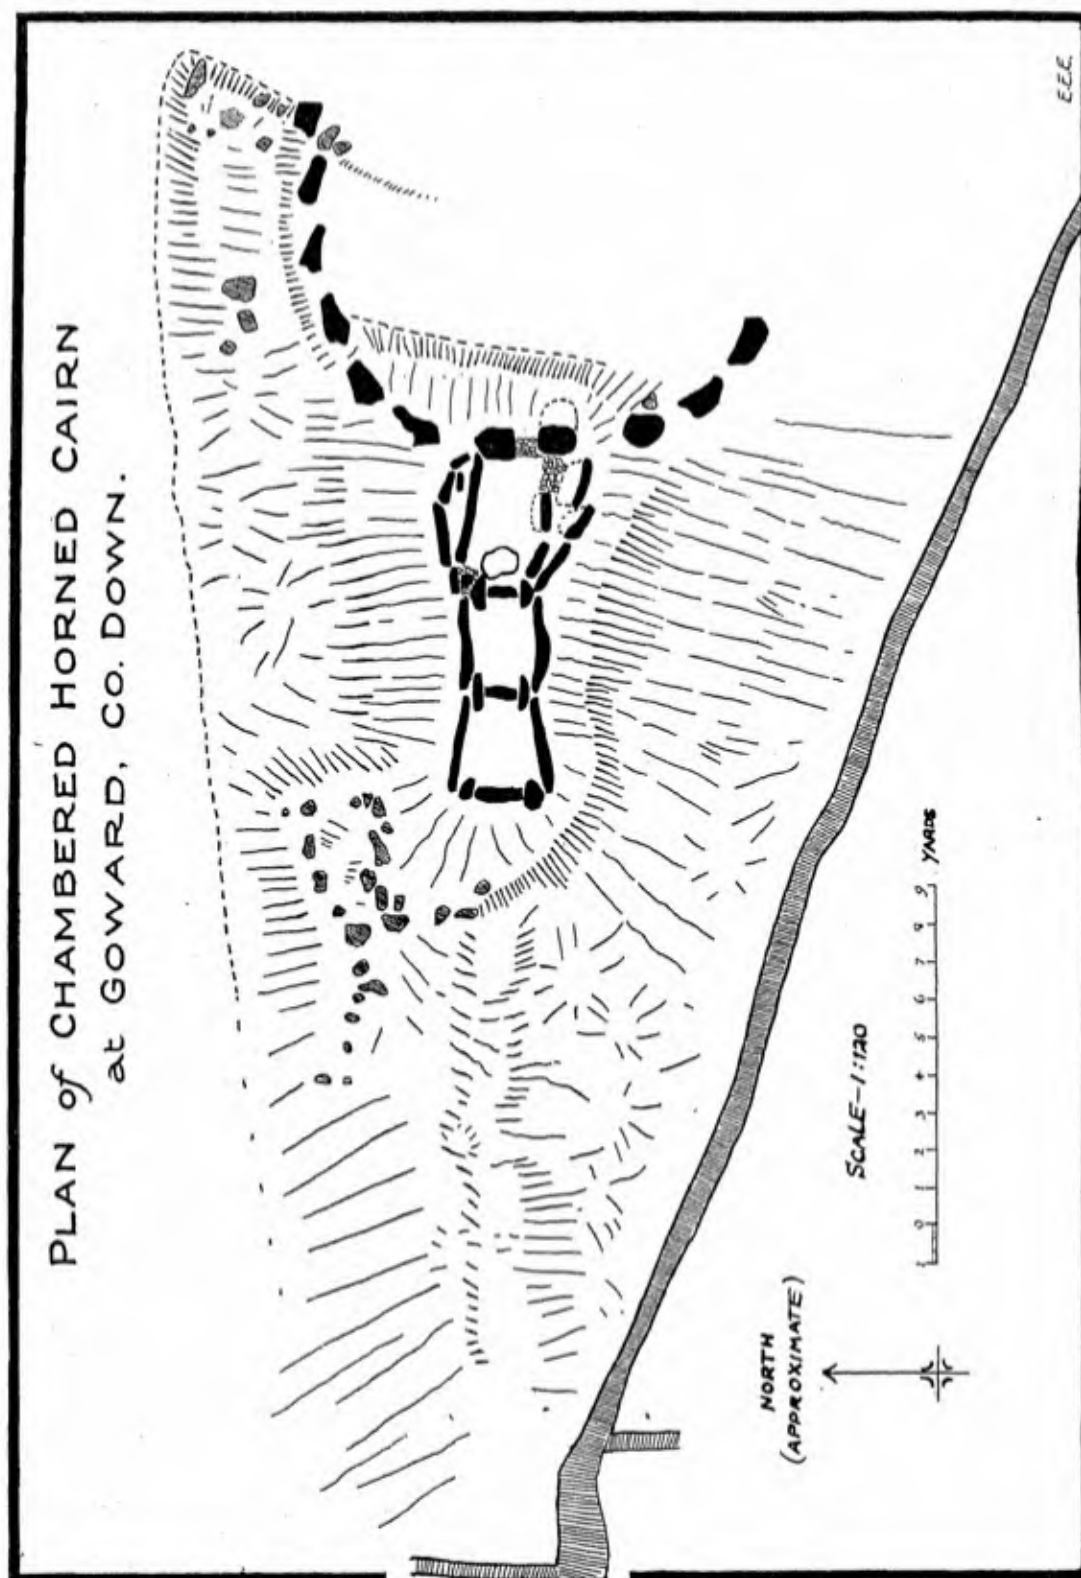 PLAN of CHAMBERED HORNED CAIRN
at GOWARD, CO. DOWN.
E.E.E.
NORTH
(APPROXIMATE)
SCALE - 1:120
1 0 1 2 3 4 5 6 7 8 9 YARDS